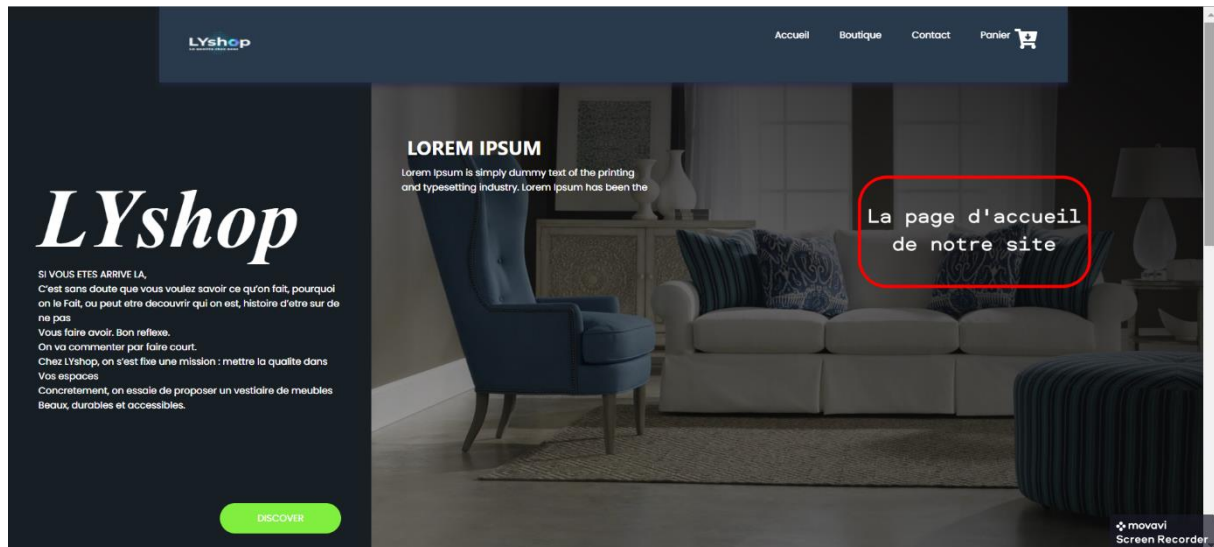 LYshop
Accueil Boutique Contact Panier
LOREM IPSUM
Lorem Ipsum is simply dummy text of the printing
and typesetting industry. Lorem Ipsum has been the
La page d'accueil
de notre site
LYshop
SI VOUS ETES ARRIVE LA,
C'est sans doute que vous voulez savoir ce qu'on fait, pourquoi
on le Fait, ou peut etre decouvrir qui on est, histoire d'etre sur de
ne pas
Vous faire avoir. Bon reflexe.
On va commenter par faire court.
Chez LYshop, on s'est fixe une mission : mettre la qualite dans
Vos espaces
Concretement, on essaie de proposer un vestiaire de meubles
Beaux, durables et accessibles.
DISCOVER
movavi
Screen Recorder